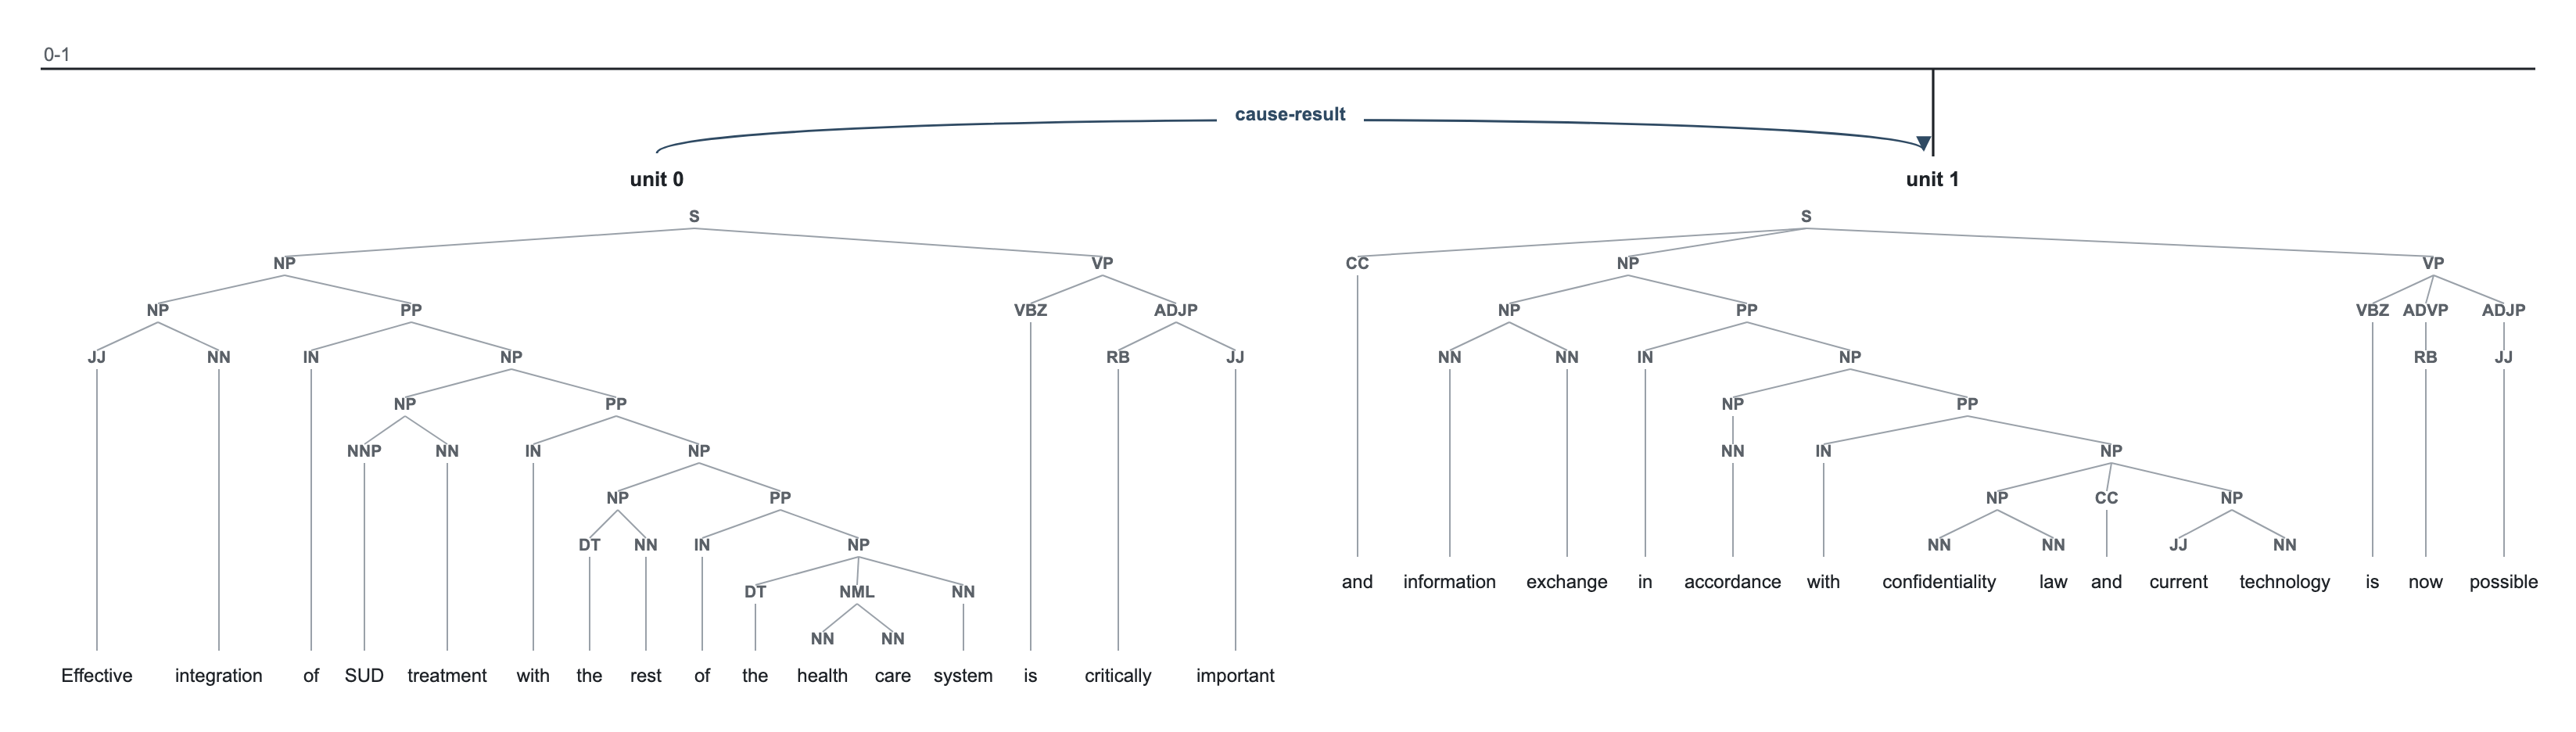 0-1
cause-result
unit 0 unit 1
S S
NP VP CC NP VP
NP PP VBZ ADJP NP PP VBZ ADVP ADJP
JJ NN IN NP RB JJ NN NN IN NP RB JJ
NP PP NP PP
NNP NN IN NP NN IN NP
NP PP NP CC NP
DT NN IN NP NN NN JJ NN
and information exchange in accordance with confidentiality law and current technology is now possible
DT NML NN
NN NN
Effective integration of SUD treatment with the rest of the health care system is critically important